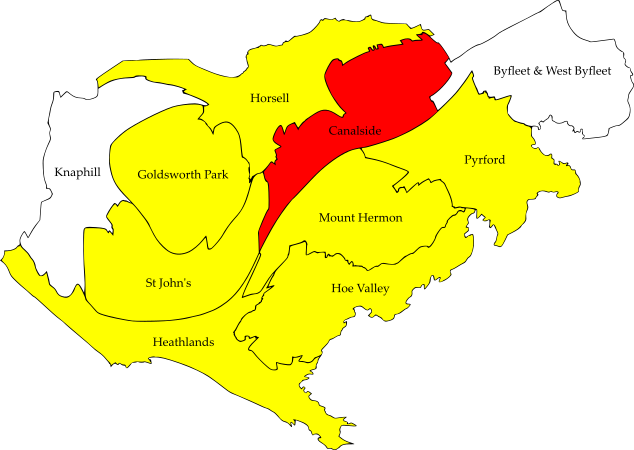 Byfleet & West Byfleet
Horsell
Canalside
Pyrford
Knaphill
Goldsworth Park
Mount Hermon
St John's
Hoe Valley
Heathlands